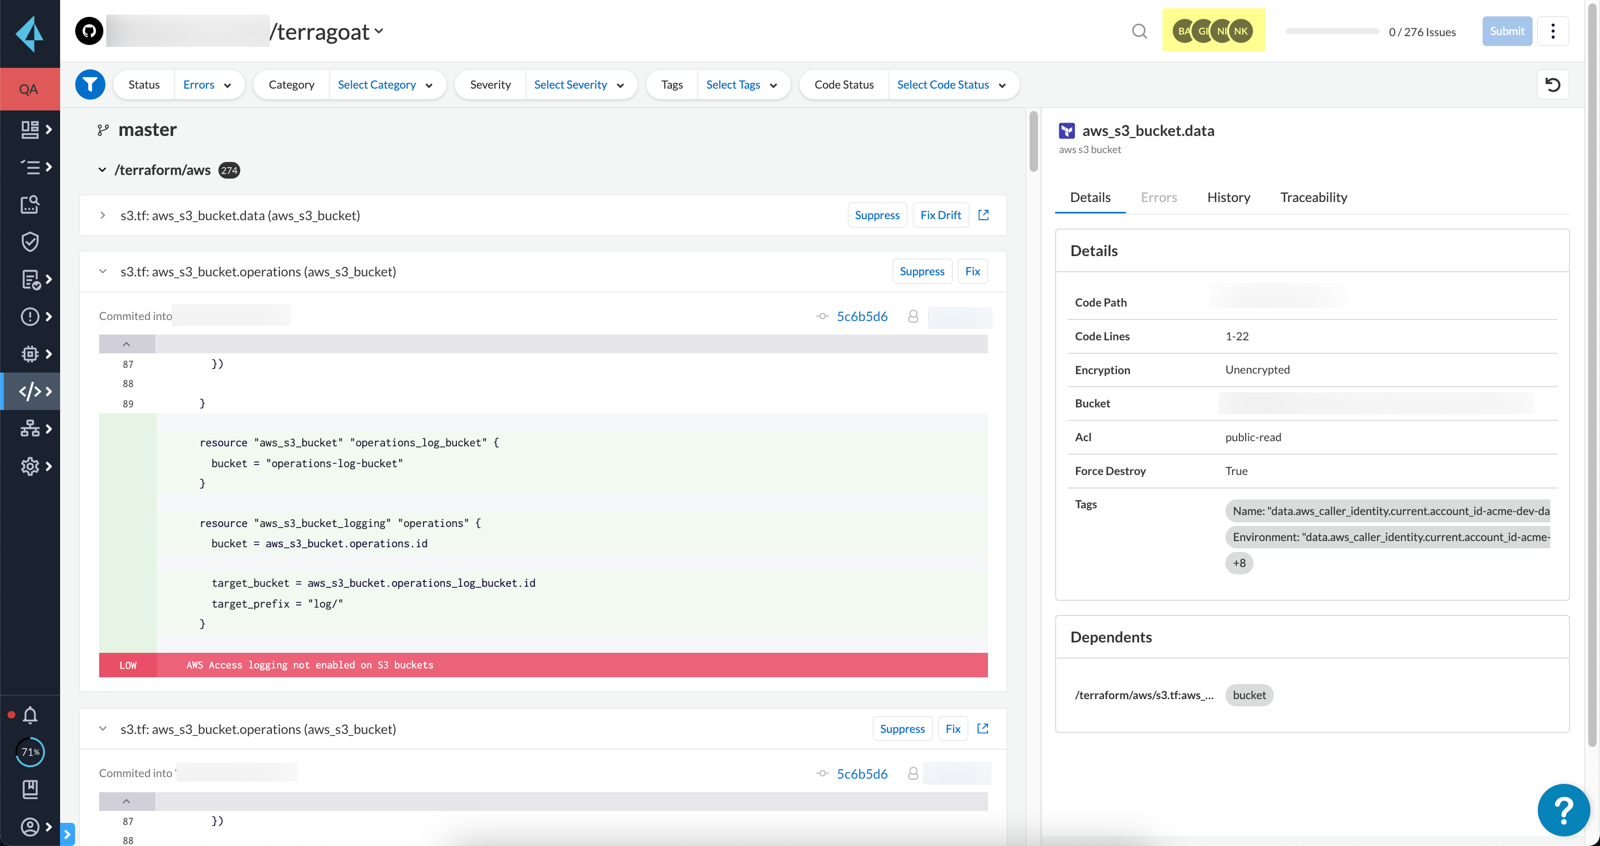 /terragoat
BA GI NI NK
0 / 276 Issues
Submit
QA
Status Errors
Category Select Category
Severity Select Severity
Tags Select Tags
Code Status Select Code Status
master
/terraform/aws 274
s3.tf: aws_s3_bucket.data (aws_s3_bucket)
Suppress
Fix Drift
s3.tf: aws_s3_bucket.operations (aws_s3_bucket)
Suppress
Fix
Commited into
5c6b5d6
87 })
88
89 }
resource "aws_s3_bucket" "operations_log_bucket" {
bucket = "operations-log-bucket"
}
resource "aws_s3_bucket_logging" "operations" {
bucket = aws_s3_bucket.operations.id
target_bucket = aws_s3_bucket.operations_log_bucket.id
target_prefix = "log/"
}
LOW AWS Access logging not enabled on S3 buckets
s3.tf: aws_s3_bucket.operations (aws_s3_bucket)
Suppress
Fix
Commited into '
5c6b5d6
87 })
88
71%
aws_s3_bucket.data
aws s3 bucket
Details Errors History Traceability
Details
Code Path
Code Lines 1-22
Encryption Unencrypted
Bucket
Acl public-read
Force Destroy True
Tags Name: "data.aws_caller_identity.current.account_id-acme-dev-da
Environment: "data.aws_caller_identity.current.account_id-acme-
+8
Dependents
/terraform/aws/s3.tf:aws_... bucket
?